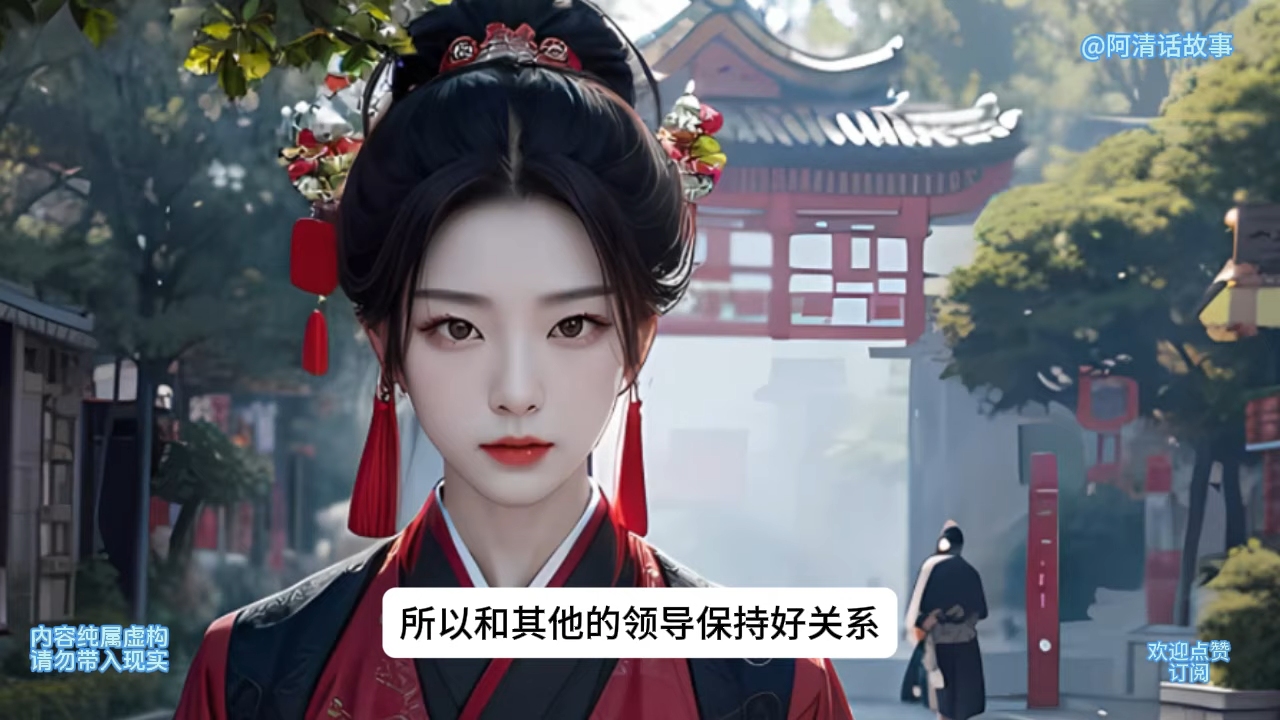 @阿清话故事
所以和其他的领导保持好关系
内容纯属虚构
请勿带入现实
欢迎点赞
订阅